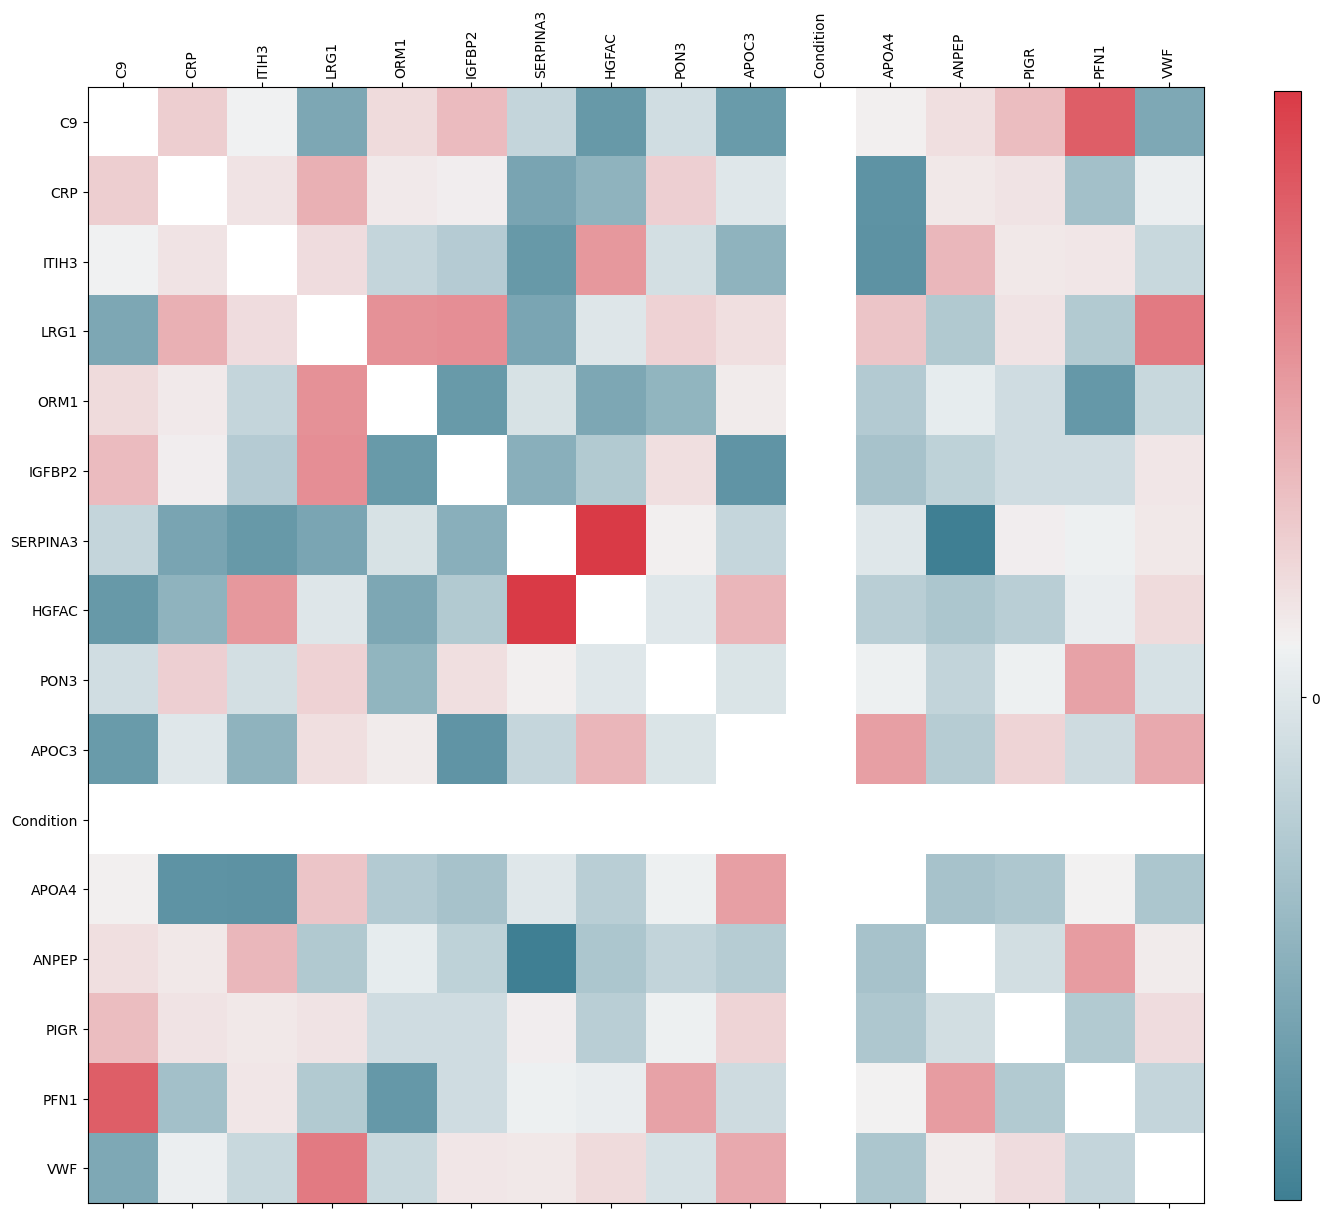 C9
CRP
ITIH3
LRG1
ORM1
IGFBP2
SERPINA3
HGFAC
PON3
APOC3
Condition
APOA4
ANPEP
PIGR
PFN1
VWF
C9
CRP
ITIH3
LRG1
ORM1
IGFBP2
SERPINA3
HGFAC
PON3
APOC3
Condition
APOA4
ANPEP
PIGR
PFN1
VWF
0